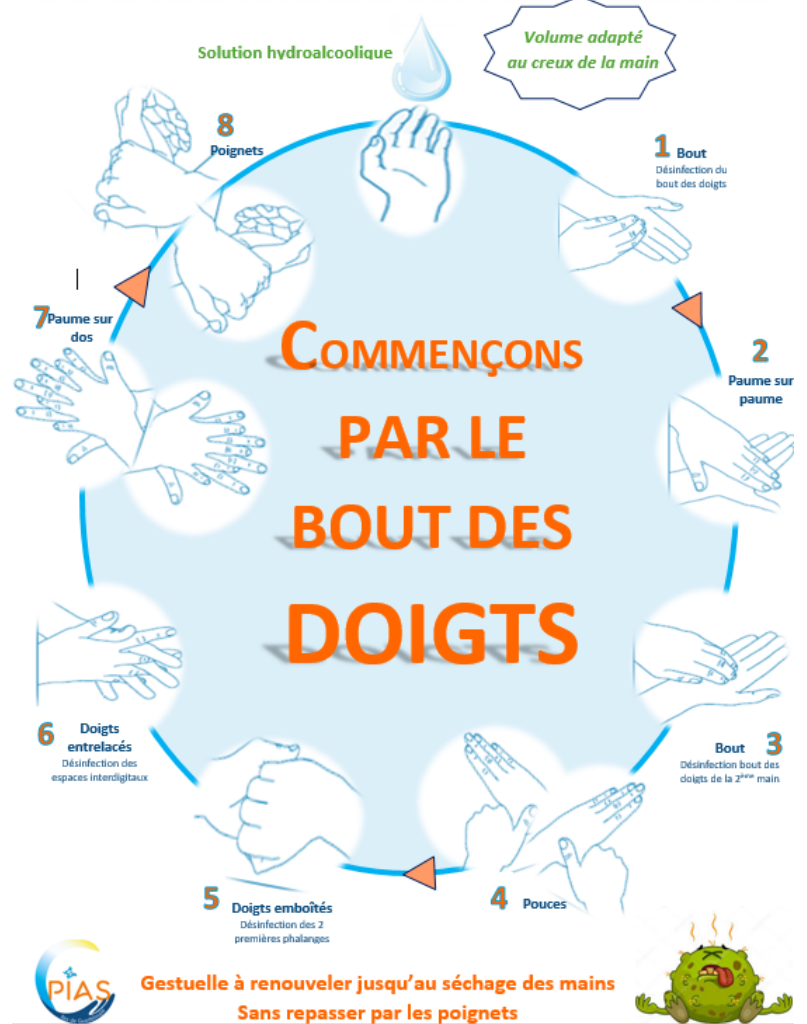 Solution hydroalcoolique
Volume adapté
au creux de la main
1 Bout
Désinfection du
bout des doigts
2
Paume sur
paume
Bout 3
Désinfection bout des
doigts de la 2ème main
4 Pouces
5 Doigts emboîtés
Désinfection des 2
premières phalanges
6 Doigts
entrelacés
Désinfection des
espaces interdigitaux
7 Paume sur
dos
8
Poignets
COMMENÇONS
PAR LE
BOUT DES
DOIGTS
PIAS
Gestuelle à renouveler jusqu'au séchage des mains
Sans repasser par les poignets